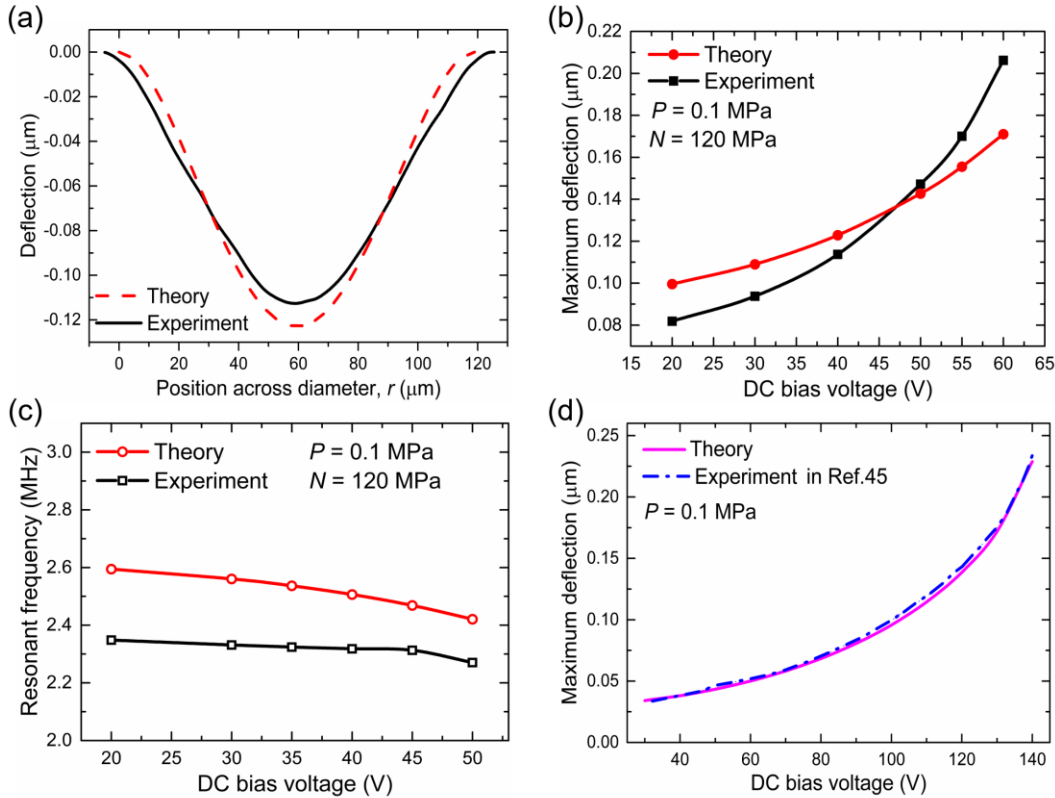 (a)
0.00
-0.02
-0.04
-0.06
-0.08
-0.10
-0.12
Deflection (μm)
Theory
Experiment
0 20 40 60 80 100 120
Position across diameter, r (μm)
(b)
0.22
0.20
0.18
0.16
0.14
0.12
0.10
0.08
Maximum deflection (μm)
Theory
Experiment
P = 0.1 MPa
N = 120 MPa
15 20 25 30 35 40 45 50 55 60 65
DC bias voltage (V)
(c)
3.0
2.8
2.6
2.4
2.2
2.0
Resonant frequency (MHz)
Theory P = 0.1 MPa
Experiment N = 120 MPa
20 25 30 35 40 45 50
DC bias voltage (V)
(d)
0.25
0.20
0.15
0.10
0.05
0.00
Maximum deflection (μm)
Theory
Experiment in Ref.45
P = 0.1 MPa
40 60 80 100 120 140
DC bias voltage (V)